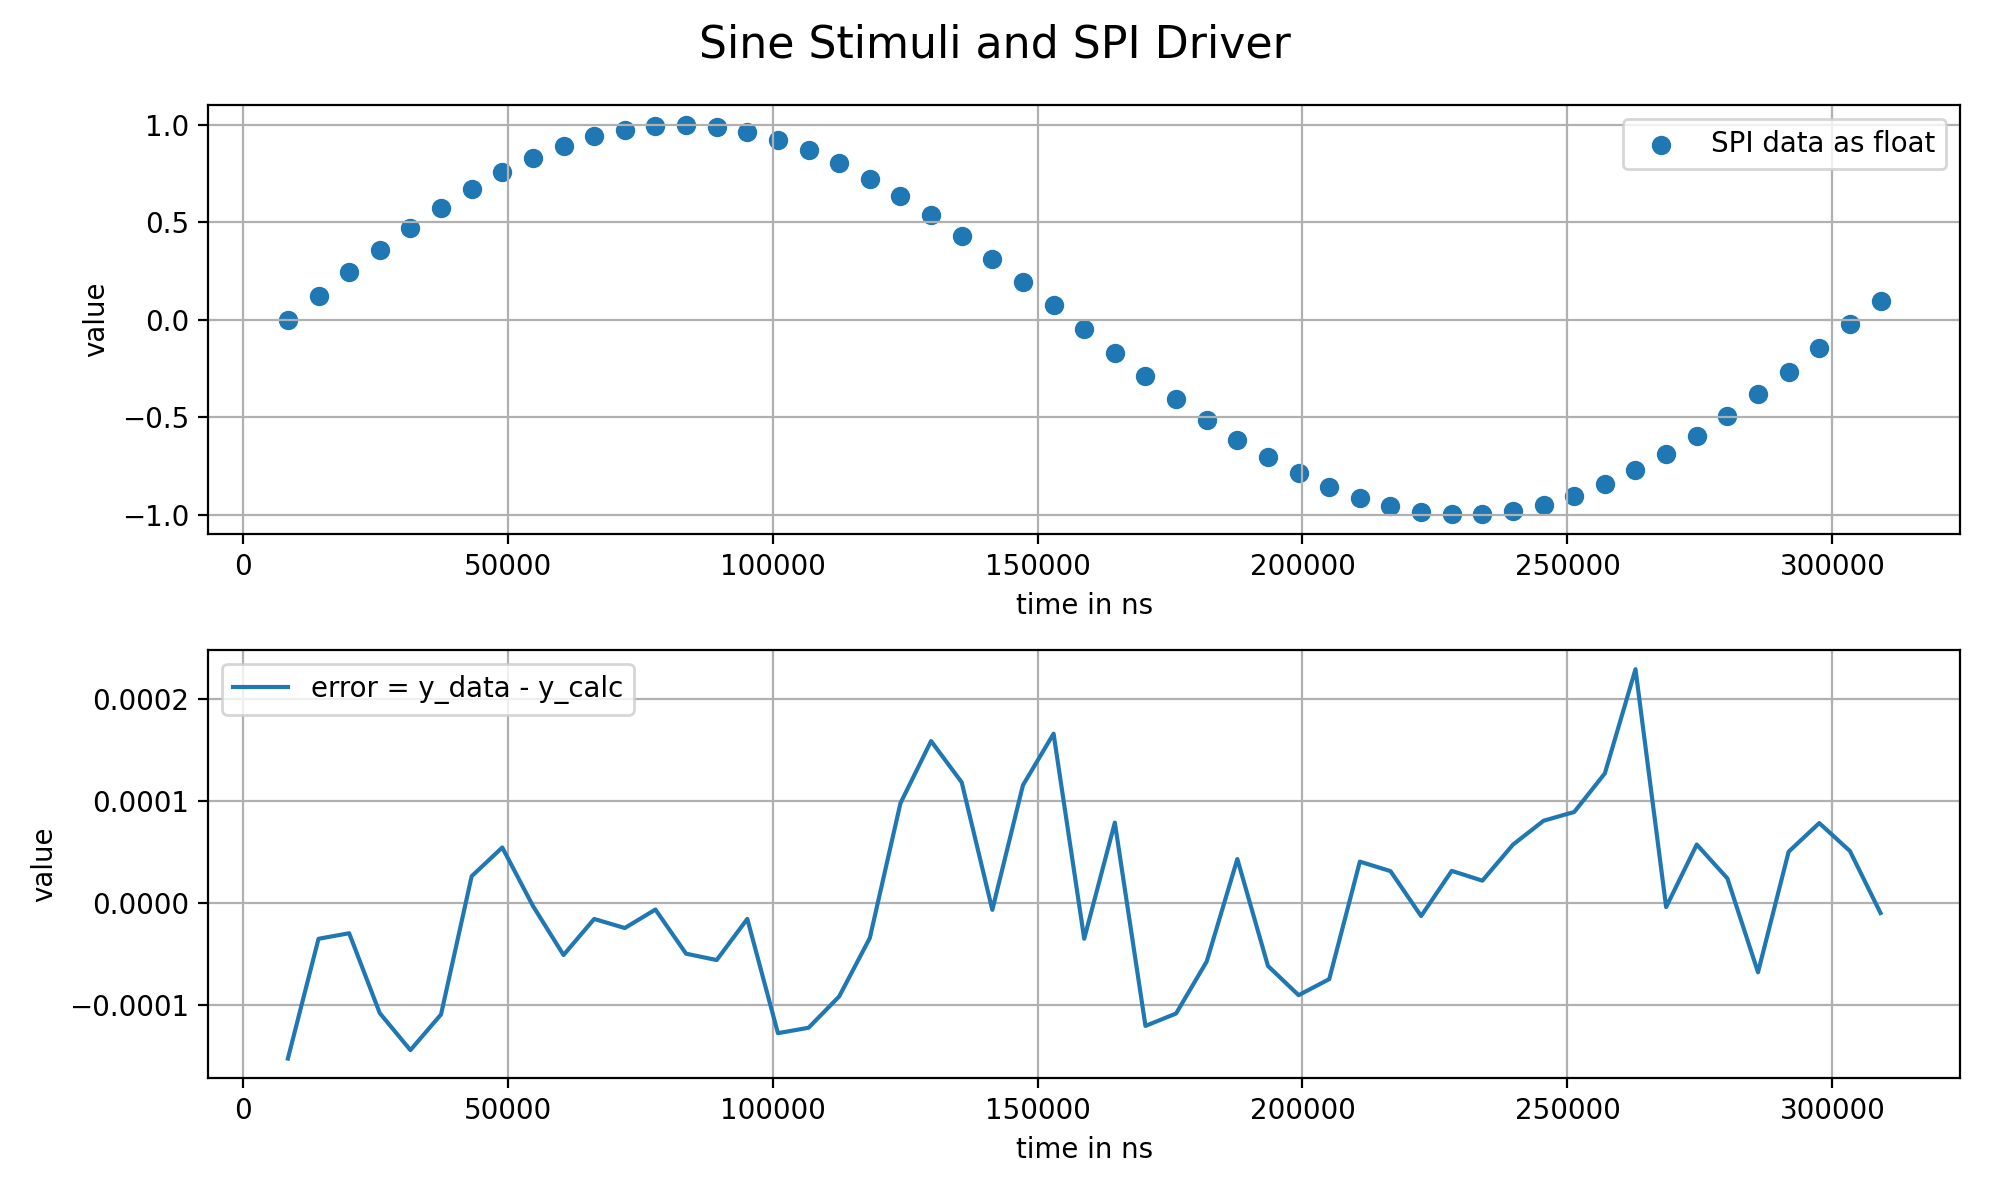 Sine Stimuli and SPI Driver
1.0
0.5
0.0
−0.5
−1.0
value
SPI data as float
0 50000 100000 150000 200000 250000 300000
time in ns
error = y_data - y_calc
0.0002
0.0001
0.0000
−0.0001
value
0 50000 100000 150000 200000 250000 300000
time in ns